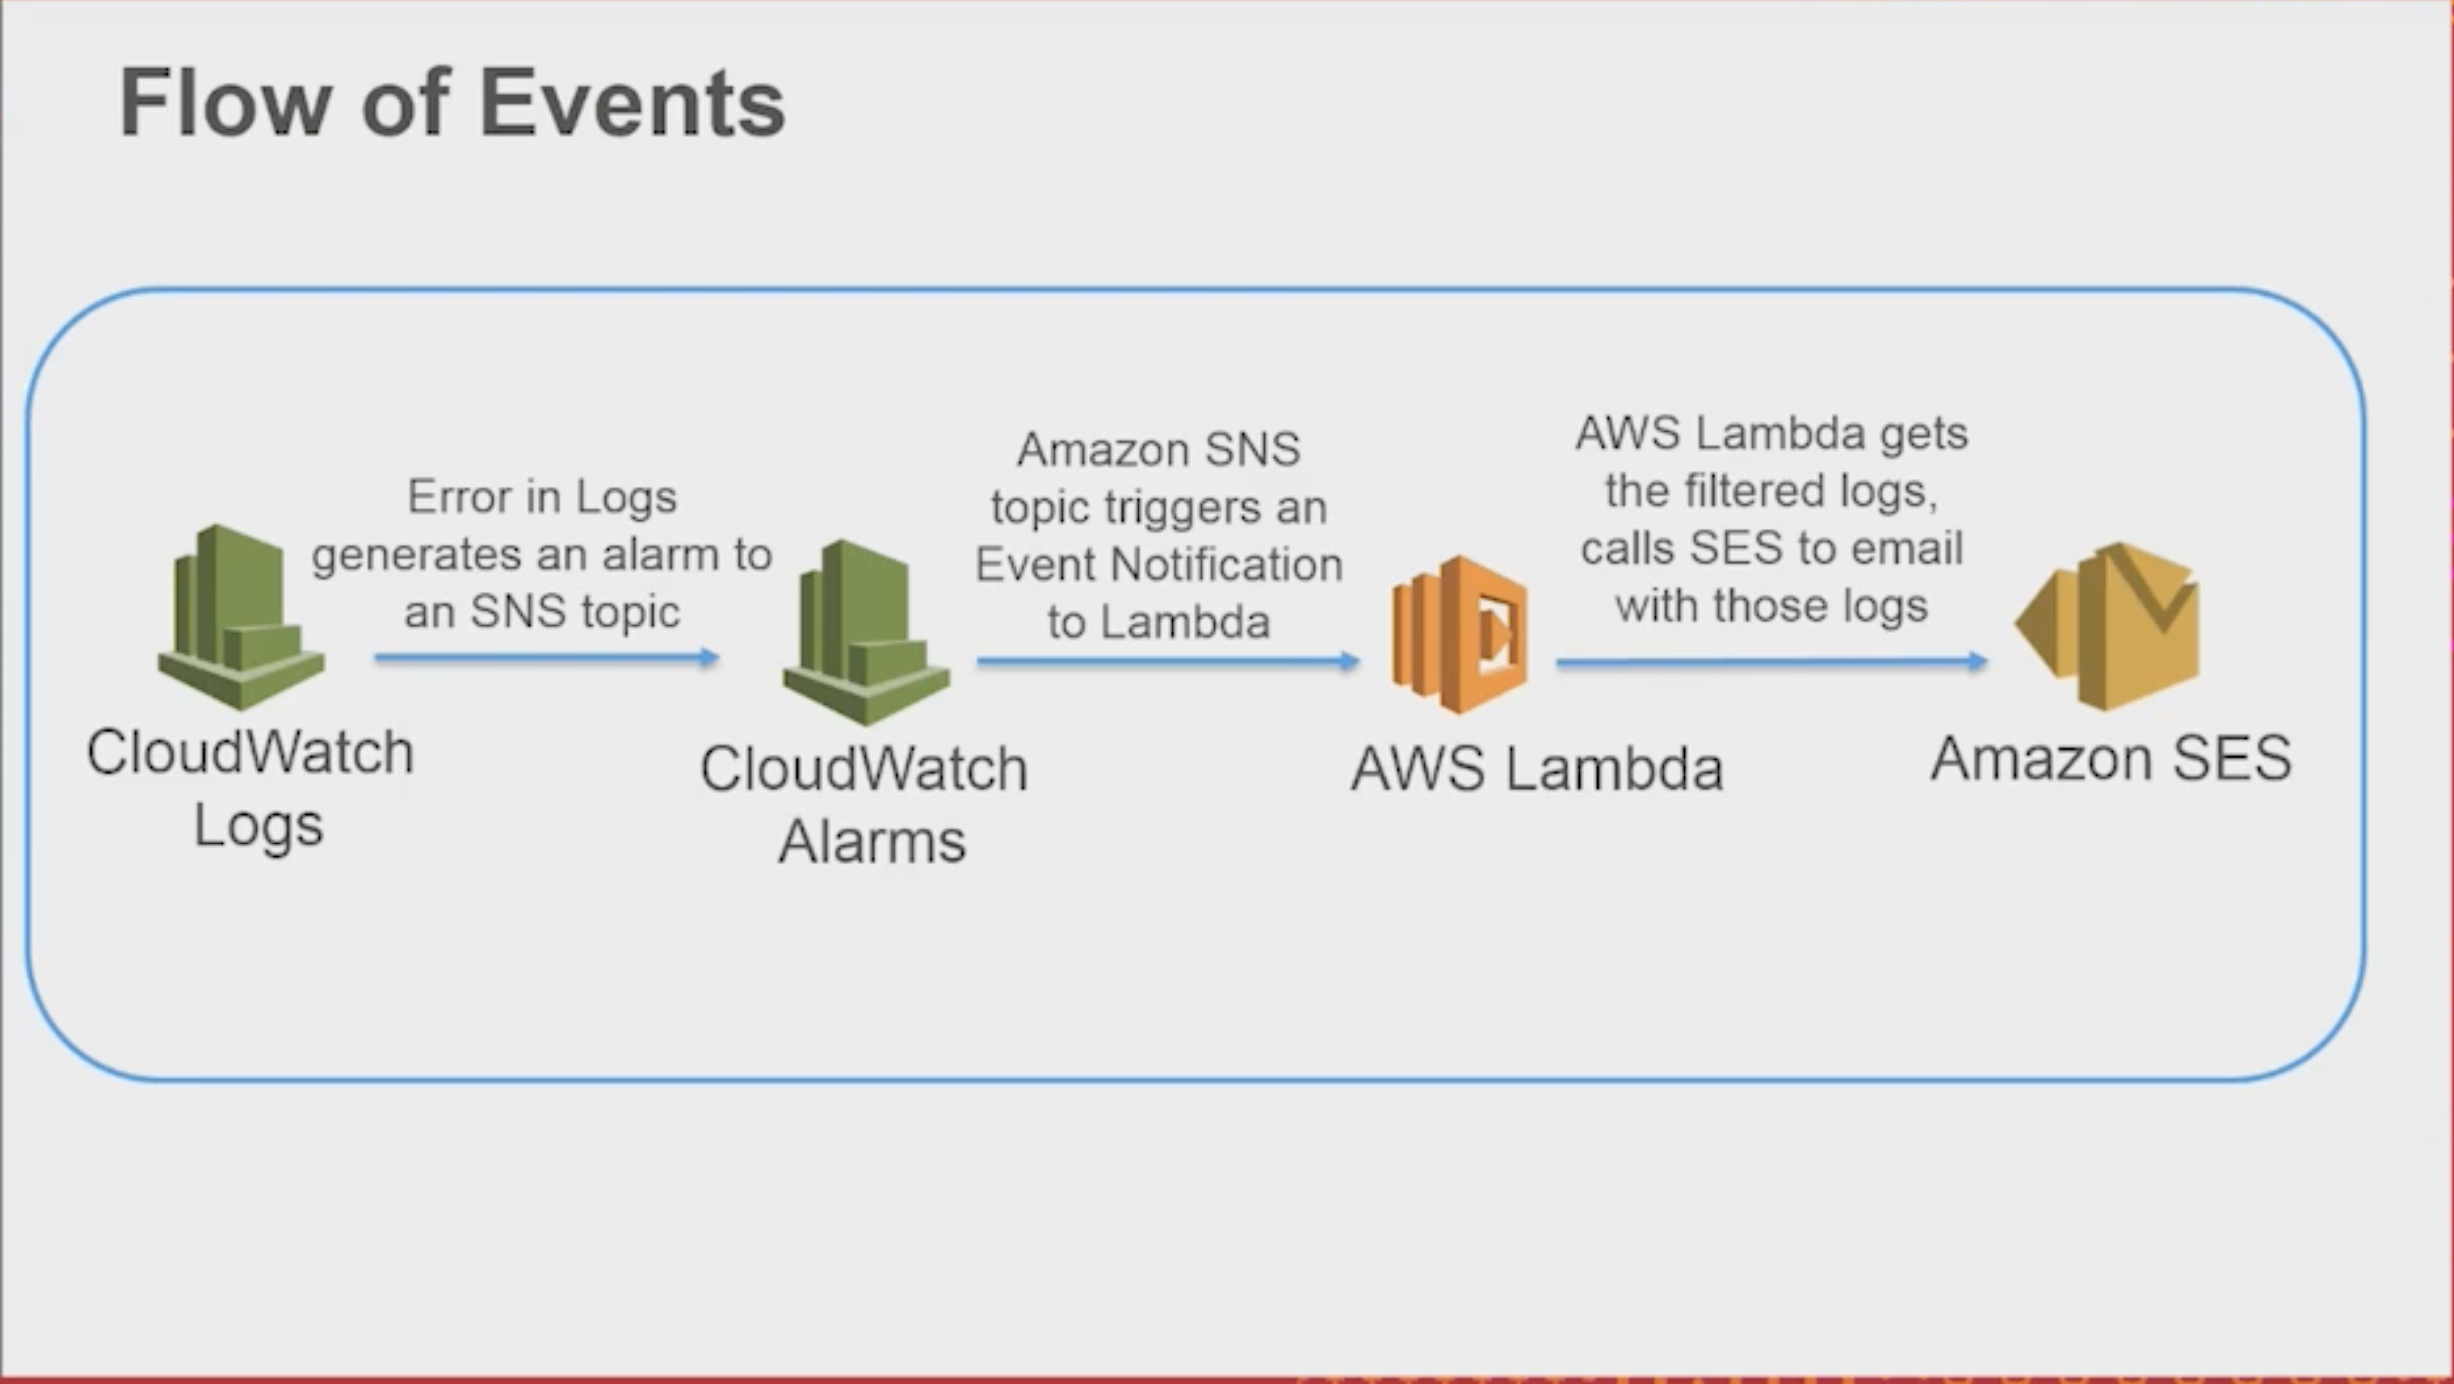 Flow of Events
Error in Logs
generates an alarm to
an SNS topic
Amazon SNS
topic triggers an
Event Notification
to Lambda
AWS Lambda gets
the filtered logs,
calls SES to email
with those logs
CloudWatch
Logs
CloudWatch
Alarms
AWS Lambda
Amazon SES